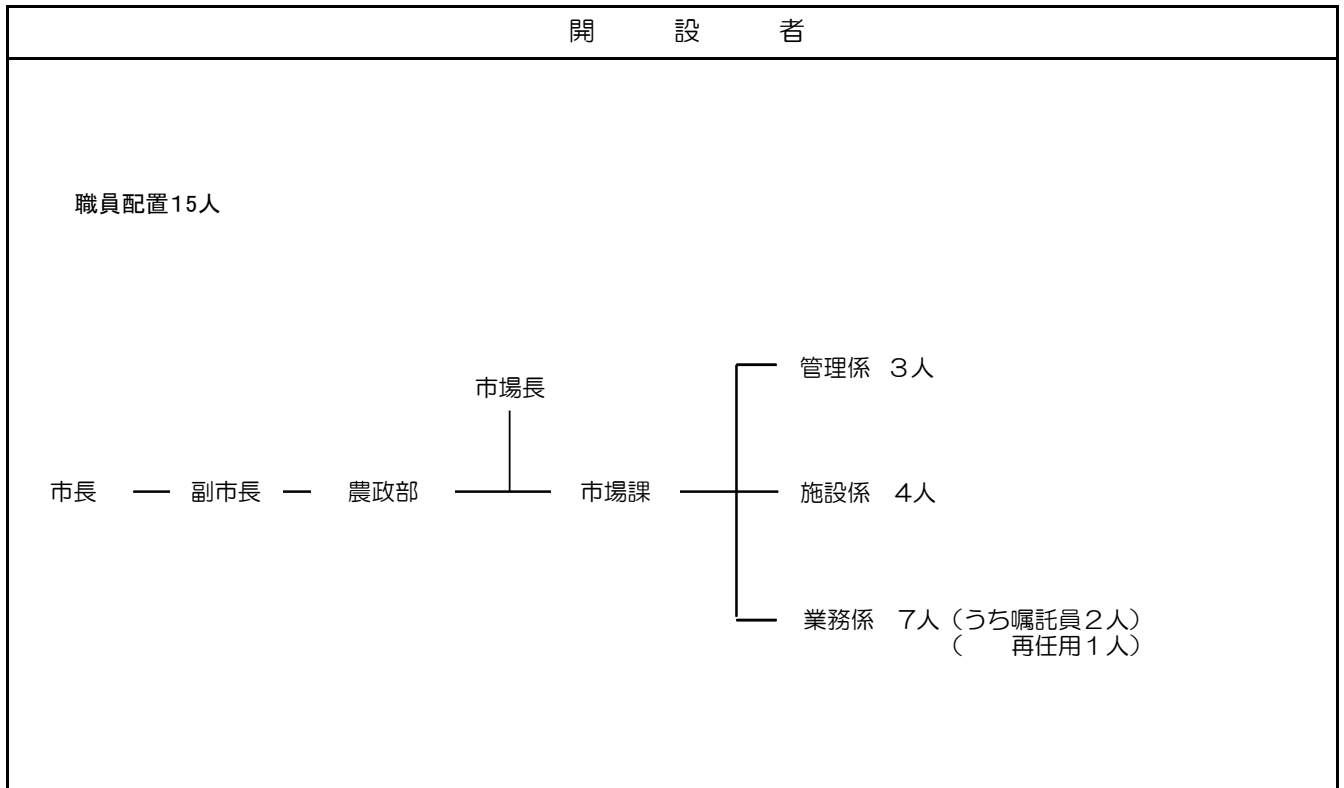 開 設 者
職員配置15人
管理係 3人
市場長
市長 ― 副市長 ― 農政部 市場課 施設係 4人
業務係 7人（うち嘱託員2人）
（ 再任用1人）